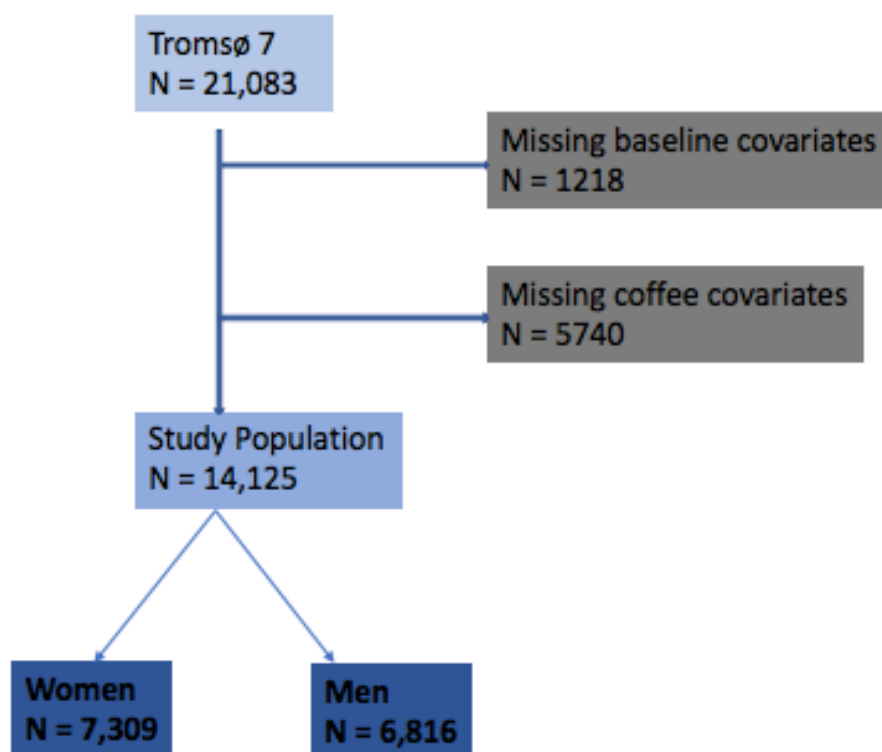 Tromsø 7
N = 21,083
Missing baseline covariates
N = 1218
Missing coffee covariates
N = 5740
Study Population
N = 14,125
Women
N = 7,309
Men
N = 6,816